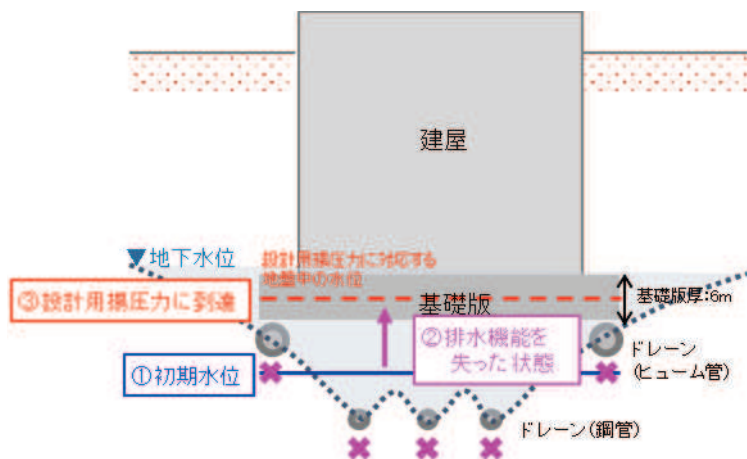 建屋
▼地下水位
設計用揚圧力に対応する
地盤中の水位
③設計用揚圧力に到達
基礎版
基礎版厚:6m
②排水機能を
失った状態
ドレーン
(ヒューム管)
①初期水位
ドレーン(鋼管)